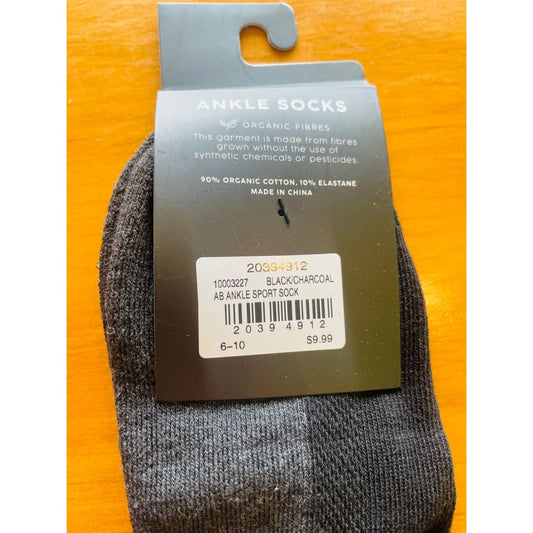 ANKLE SOCKS
ORGANIC FIBRES
This garment is made from fibres
grown without the use of
synthetic chemicals or pesticides.
90% ORGANIC COTTON, 10% ELASTANE
MADE IN CHINA
20394912
10003227 BLACK/CHARCOAL
AB ANKLE SPORT SOCK
2039 4912
6-10 $9.99